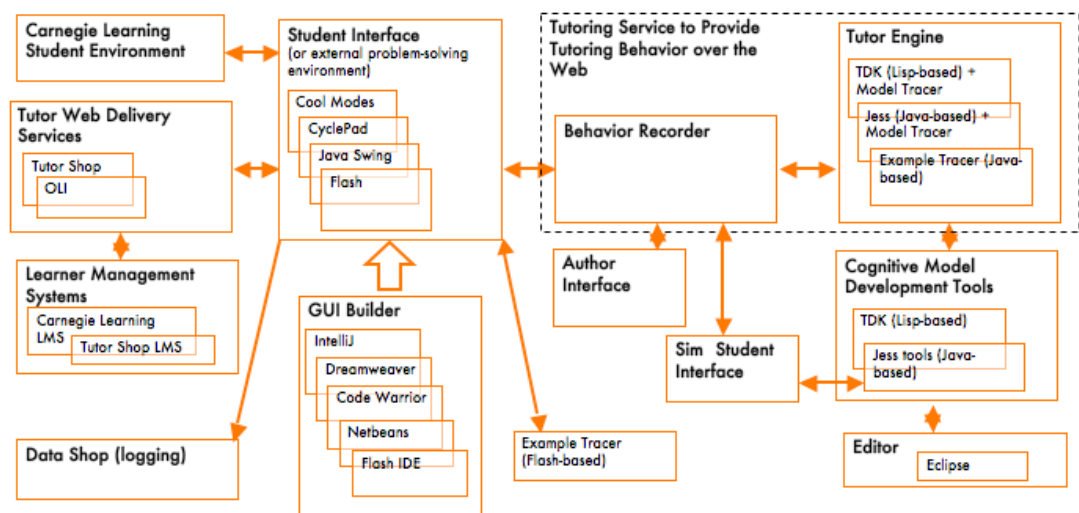 Carnegie Learning
Student Environment
Tutor Web Delivery
Services
Tutor Shop
OLI
Learner Management
Systems
Carnegie Learning
LMS
Tutor Shop LMS
Data Shop (logging)
Student Interface
(or external problem-solving
environment)
Cool Modes
CyclePad
Java Swing
Flash
GUI Builder
IntelliJ
Dreamweaver
Code Warrior
Netbeans
Flash IDE
Tutoring Service to Provide
Tutoring Behavior over the
Web
Behavior Recorder
Tutor Engine
TDK (Lisp-based) +
Model Tracer
Jess (Java-based) +
Model Tracer
Example Tracer (Java-
based)
Author
Interface
Sim Student
Interface
Example Tracer
(Flash-based)
Cognitive Model
Development Tools
TDK (Lisp-based)
Jess tools (Java-
based)
Editor
Eclipse